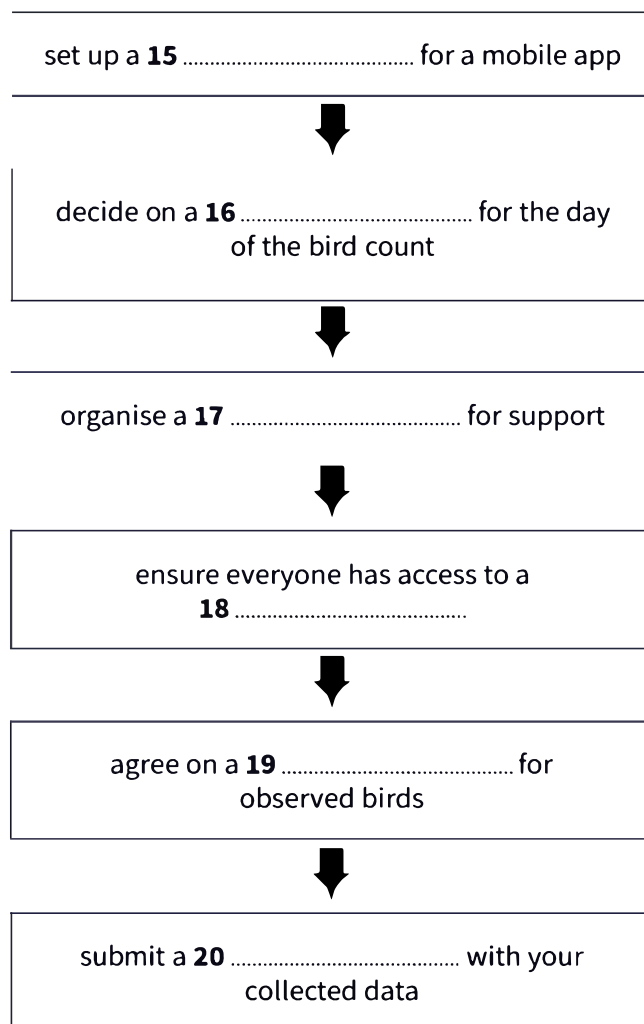 set up a 15 ........................................ for a mobile app
decide on a 16 ........................................ for the day
of the bird count
organise a 17 ........................................ for support
ensure everyone has access to a
18 ........................................
agree on a 19 ........................................ for
observed birds
submit a 20 ........................................ with your
collected data